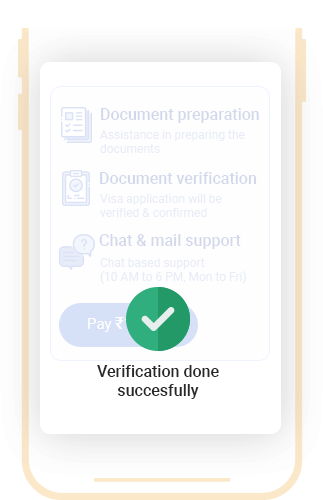 Document preparation
Assistance in preparing the
documents
Document verification
Visa application will be
verified & confirmed
Chat & mail support
Chat based support
(10 AM to 6 PM, Mon to Fri)
Pay ₹
Verification done
succesfully